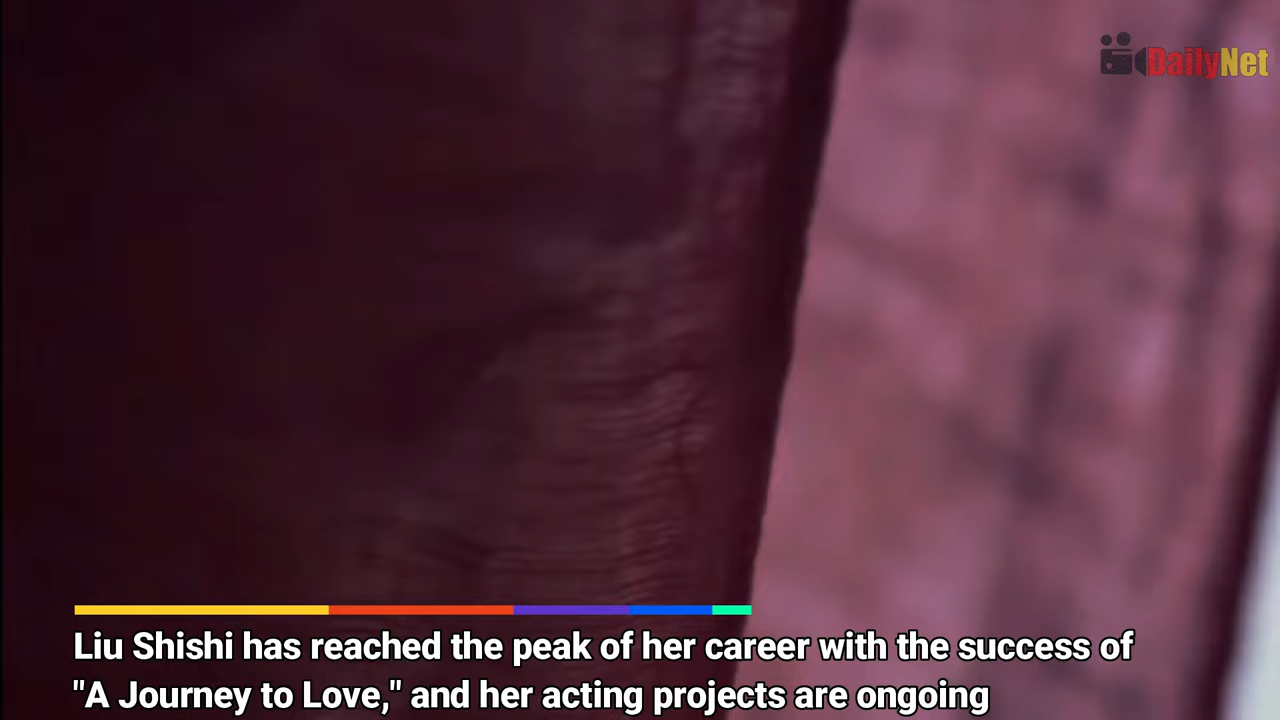 DailyNet
Liu Shishi has reached the peak of her career with the success of
"A Journey to Love," and her acting projects are ongoing